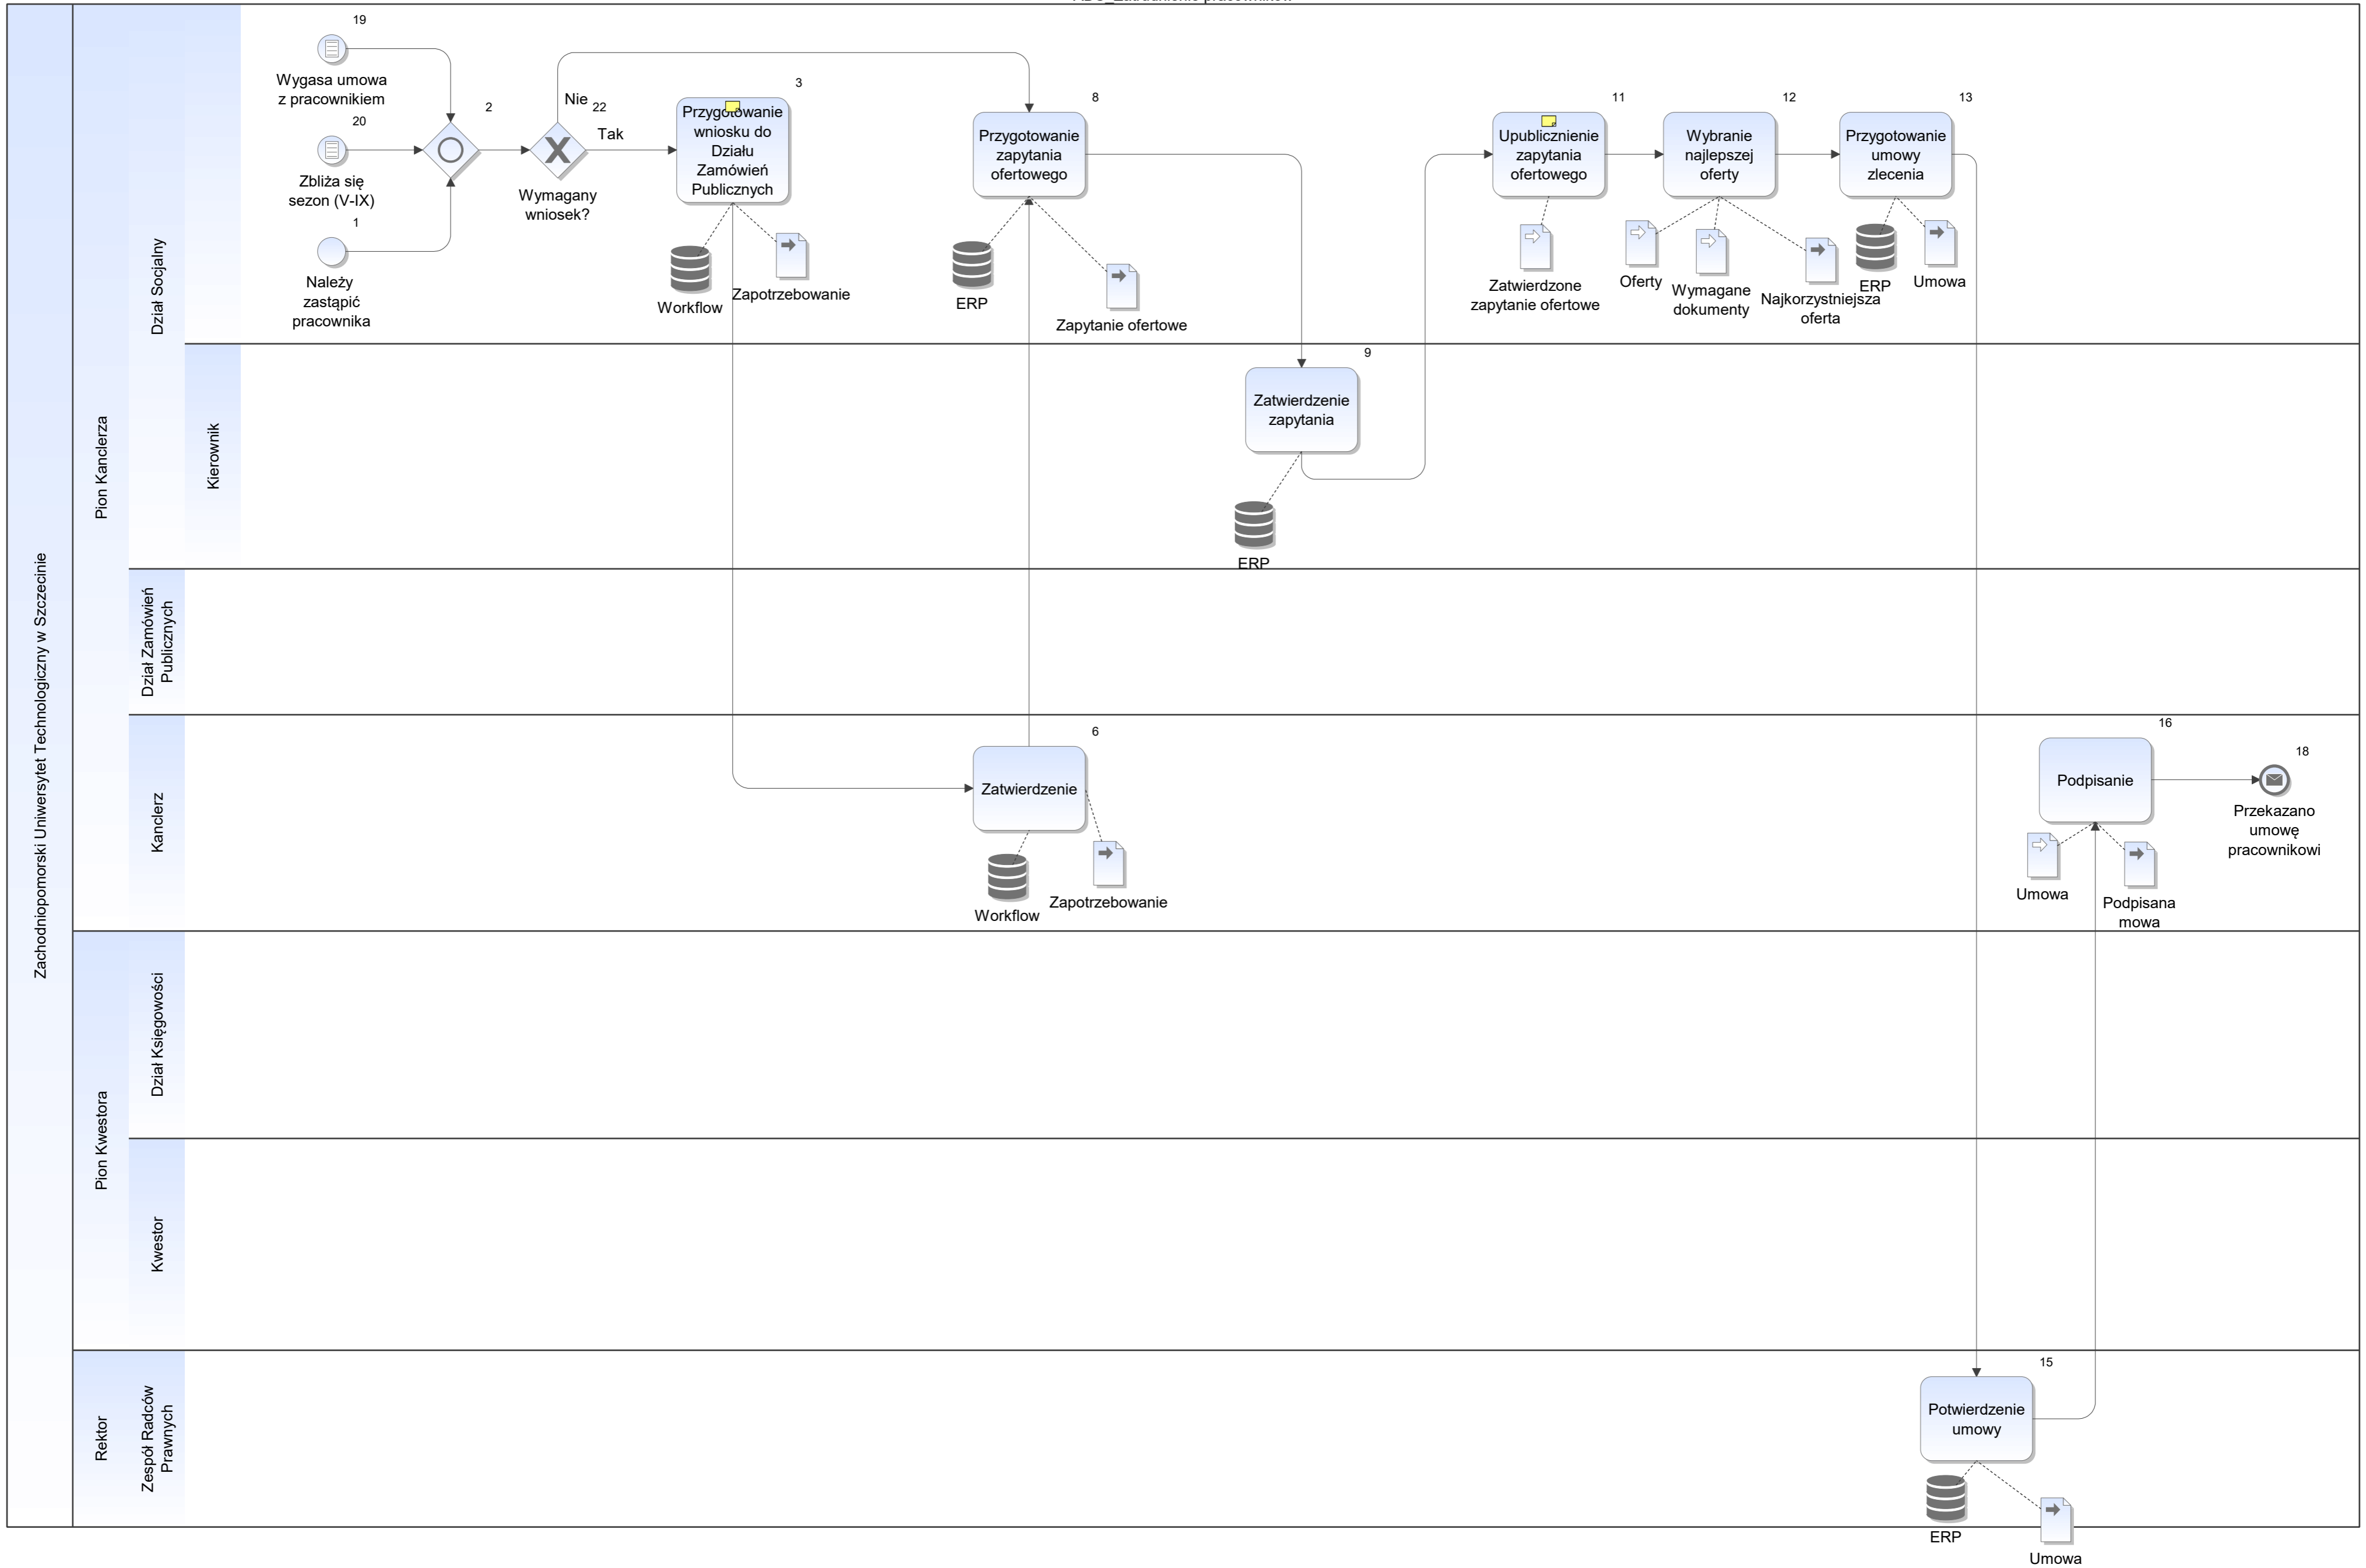 19
Wygasa umowa
z pracownikiem
20
Zbliża się
sezon (V-IX)
1
Należy
zastąpić
pracownika
2
Nie
22
Tak
Wymagany
wniosek?
3
Przygotowanie
wniosku do
Działu
Zamówień
Publicznych
Workflow
Zapotrzebowanie
8
Przygotowanie
zapytania
ofertowego
ERP
Zapytanie ofertowe
11
Upublicznienie
zapytania
ofertowego
Zatwierdzone
zapytanie ofertowe
12
Wybranie
najlepszej
oferty
Oferty
Wymagane
dokumenty
Najkorzystniejsza
oferta
13
Przygotowanie
umowy
zlecenia
ERP
Umowa
Dział Socjalny
9
Zatwierdzenie
zapytania
ERP
Kierownik
Pion Kanclerza
Dział Zamówień
Publicznych
Zachodniopomorski Uniwersytet Technologiczny w Szczecinie
Kanclerz
6
Zatwierdzenie
Workflow
Zapotrzebowanie
16
Podpisanie
Umowa
Podpisana
mowa
18
Przekazano
umowę
pracownikowi
Pion Kwestora
Dział Księgowości
Kwestor
Rektor
Zespół Radców
Prawnych
15
Potwierdzenie
umowy
ERP
Umowa